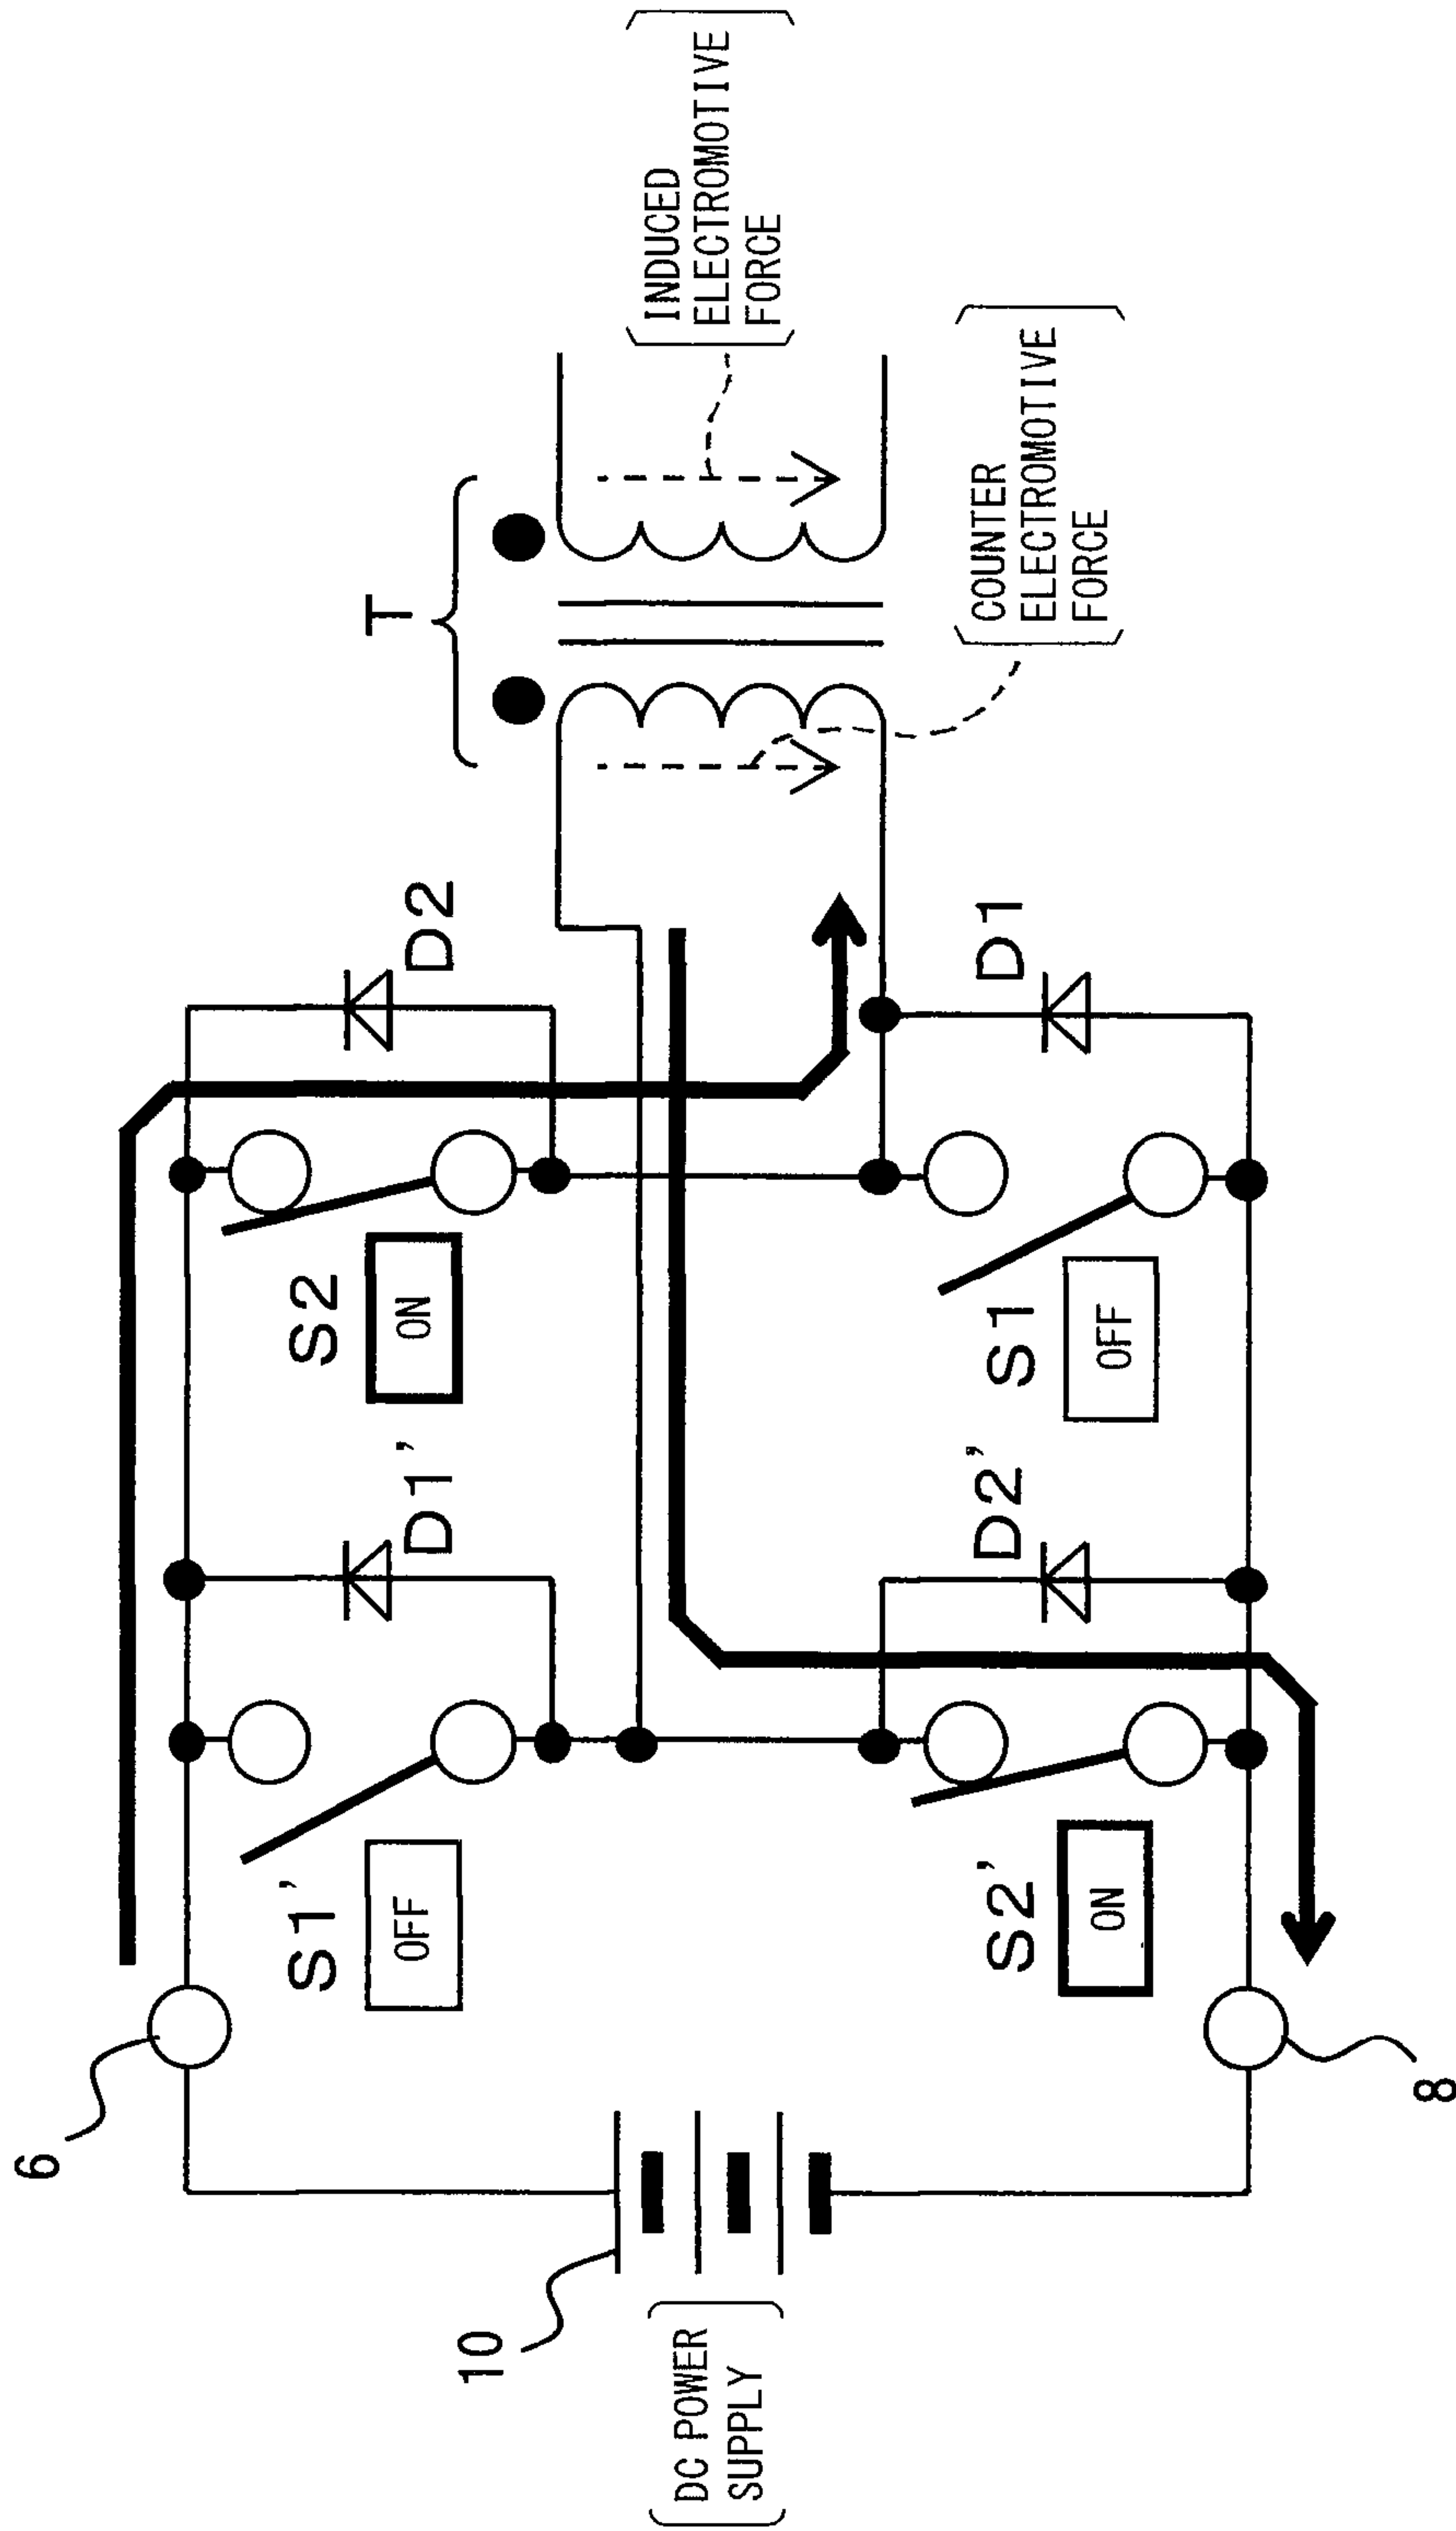 6
10
DC POWER
SUPPLY
8
S1'
OFF
D1'
S2
ON
D2
S2'
ON
D2'
S1
OFF
D1
T
INDUCED
ELECTROMOTIVE
FORCE
COUNTER
ELECTROMOTIVE
FORCE